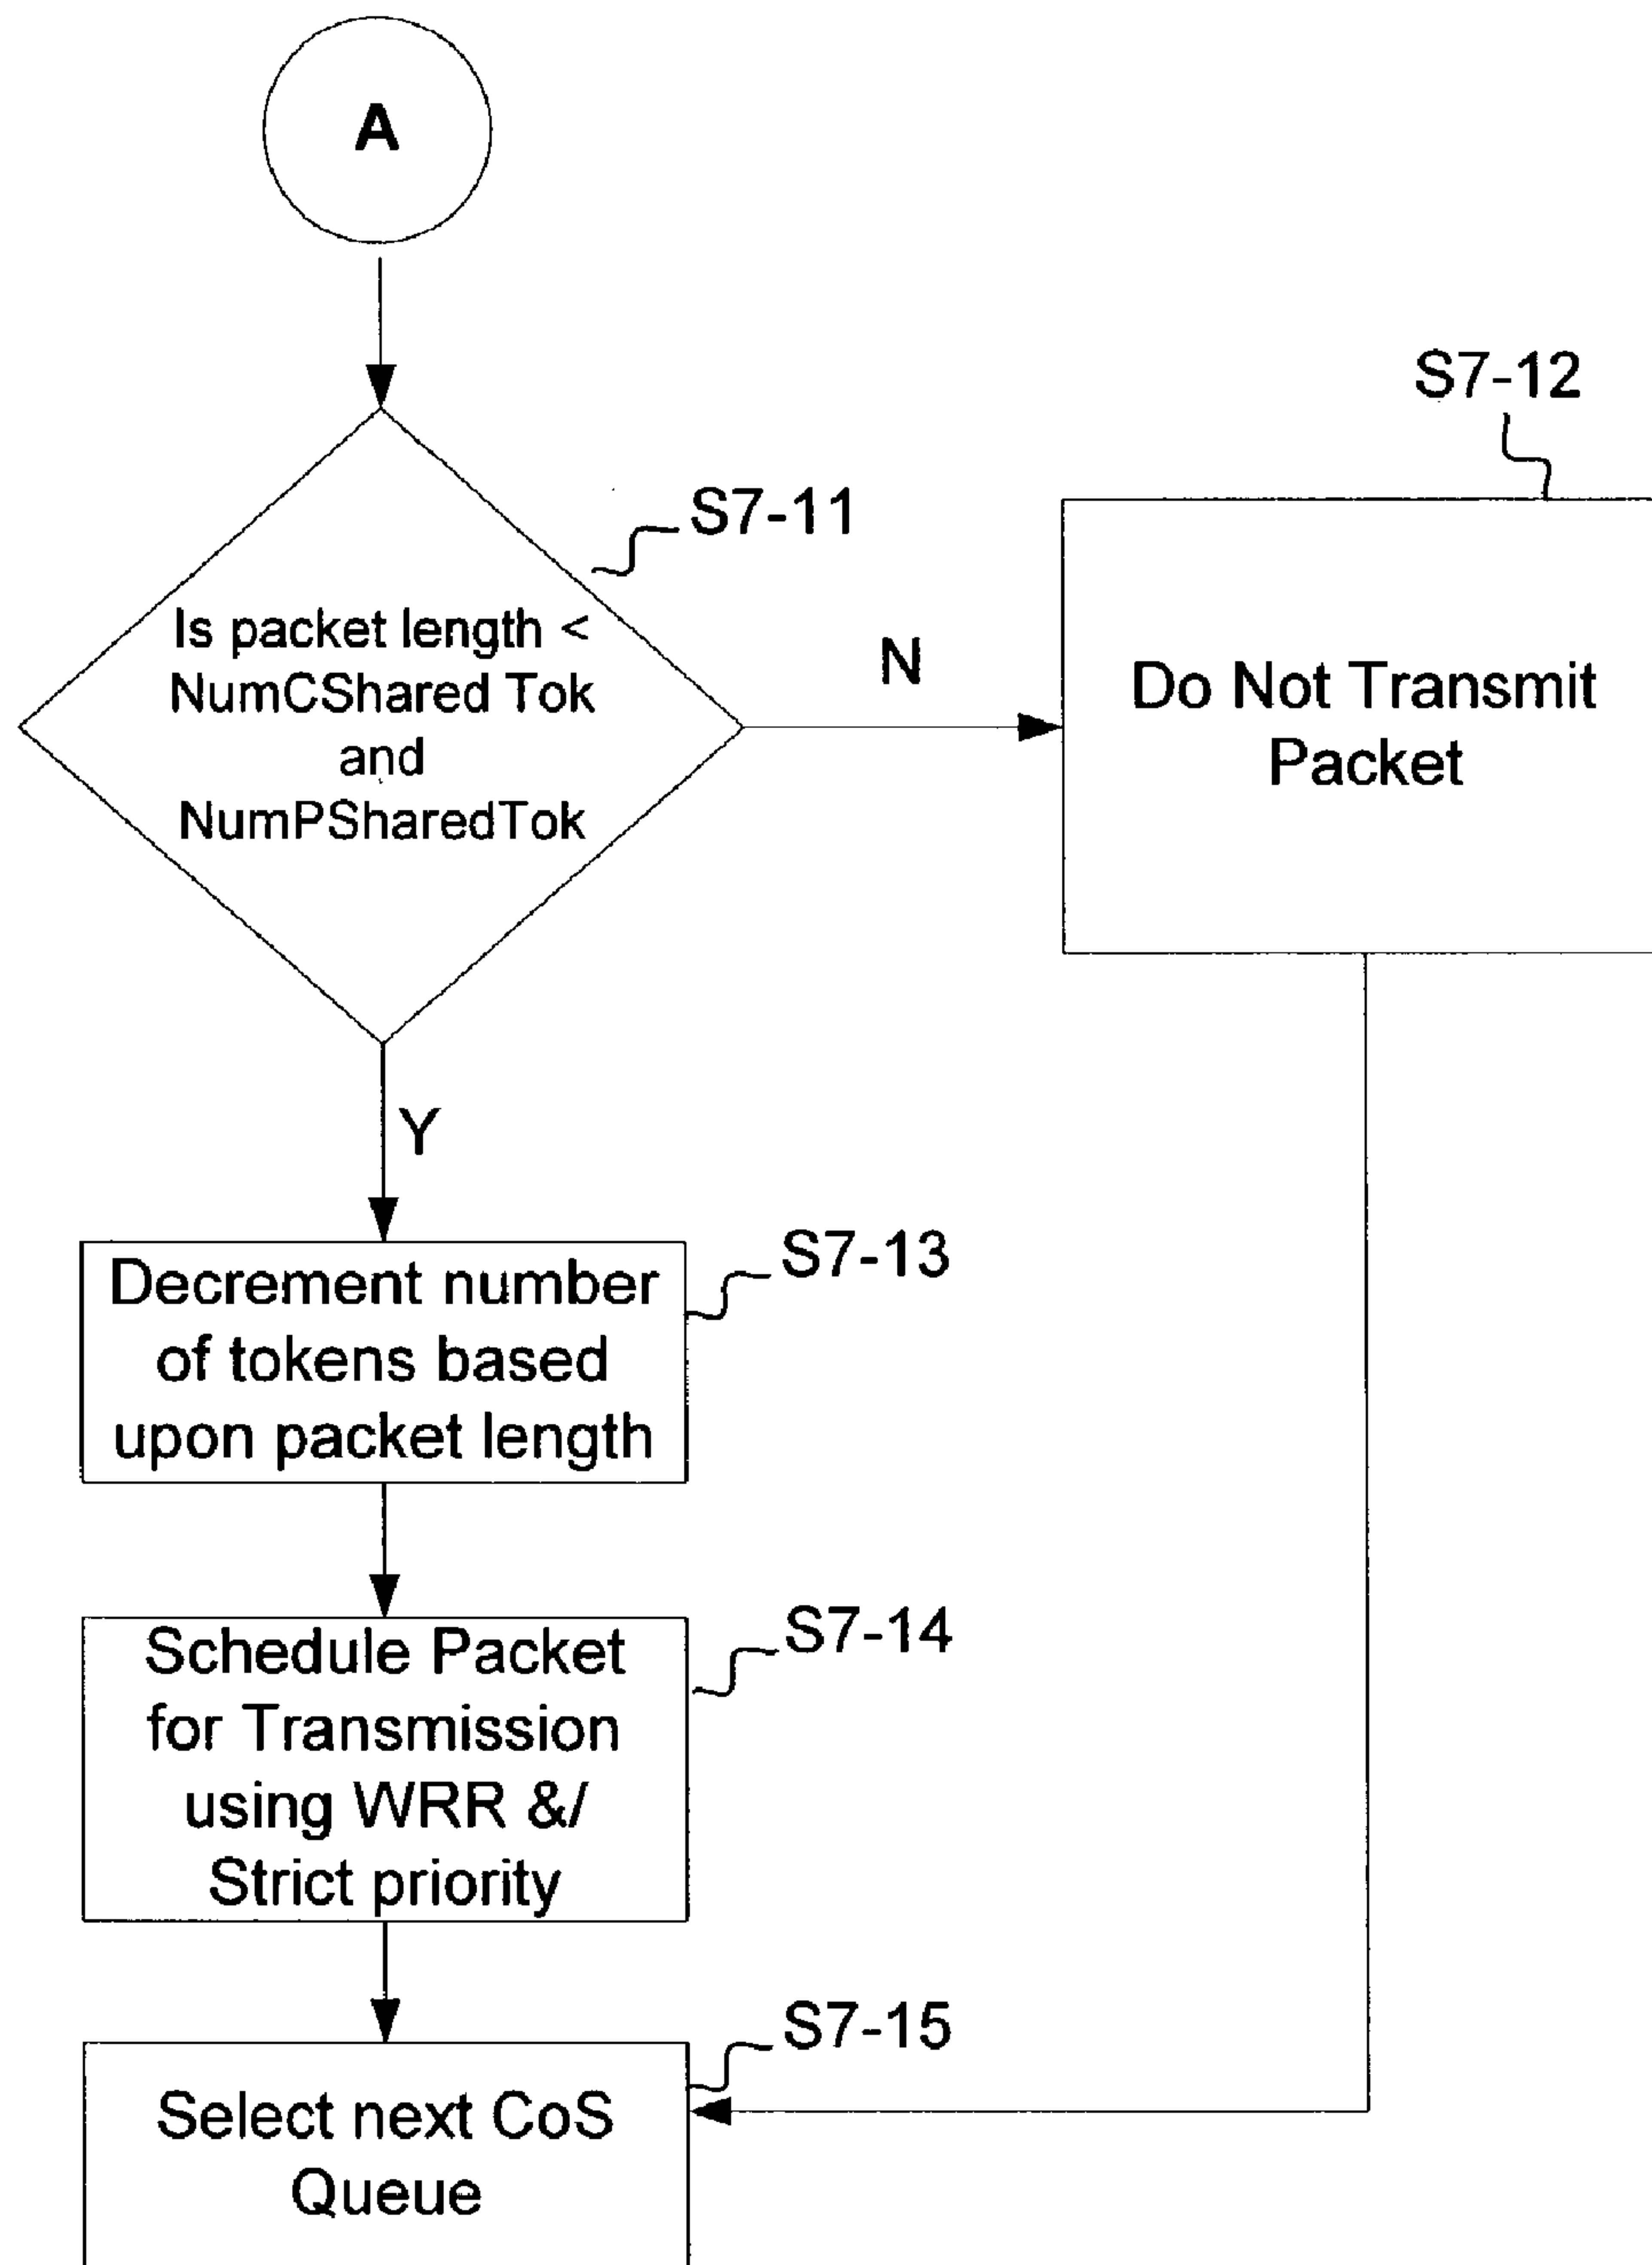 A
S7-12
S7-11
Is packet length <
NumCShared Tok
and
NumPSharedTok
N
Do Not Transmit
Packet
Y
S7-13
Decrement number
of tokens based
upon packet length
S7-14
Schedule Packet
for Transmission
using WRR &/
Strict priority
S7-15
Select next CoS
Queue